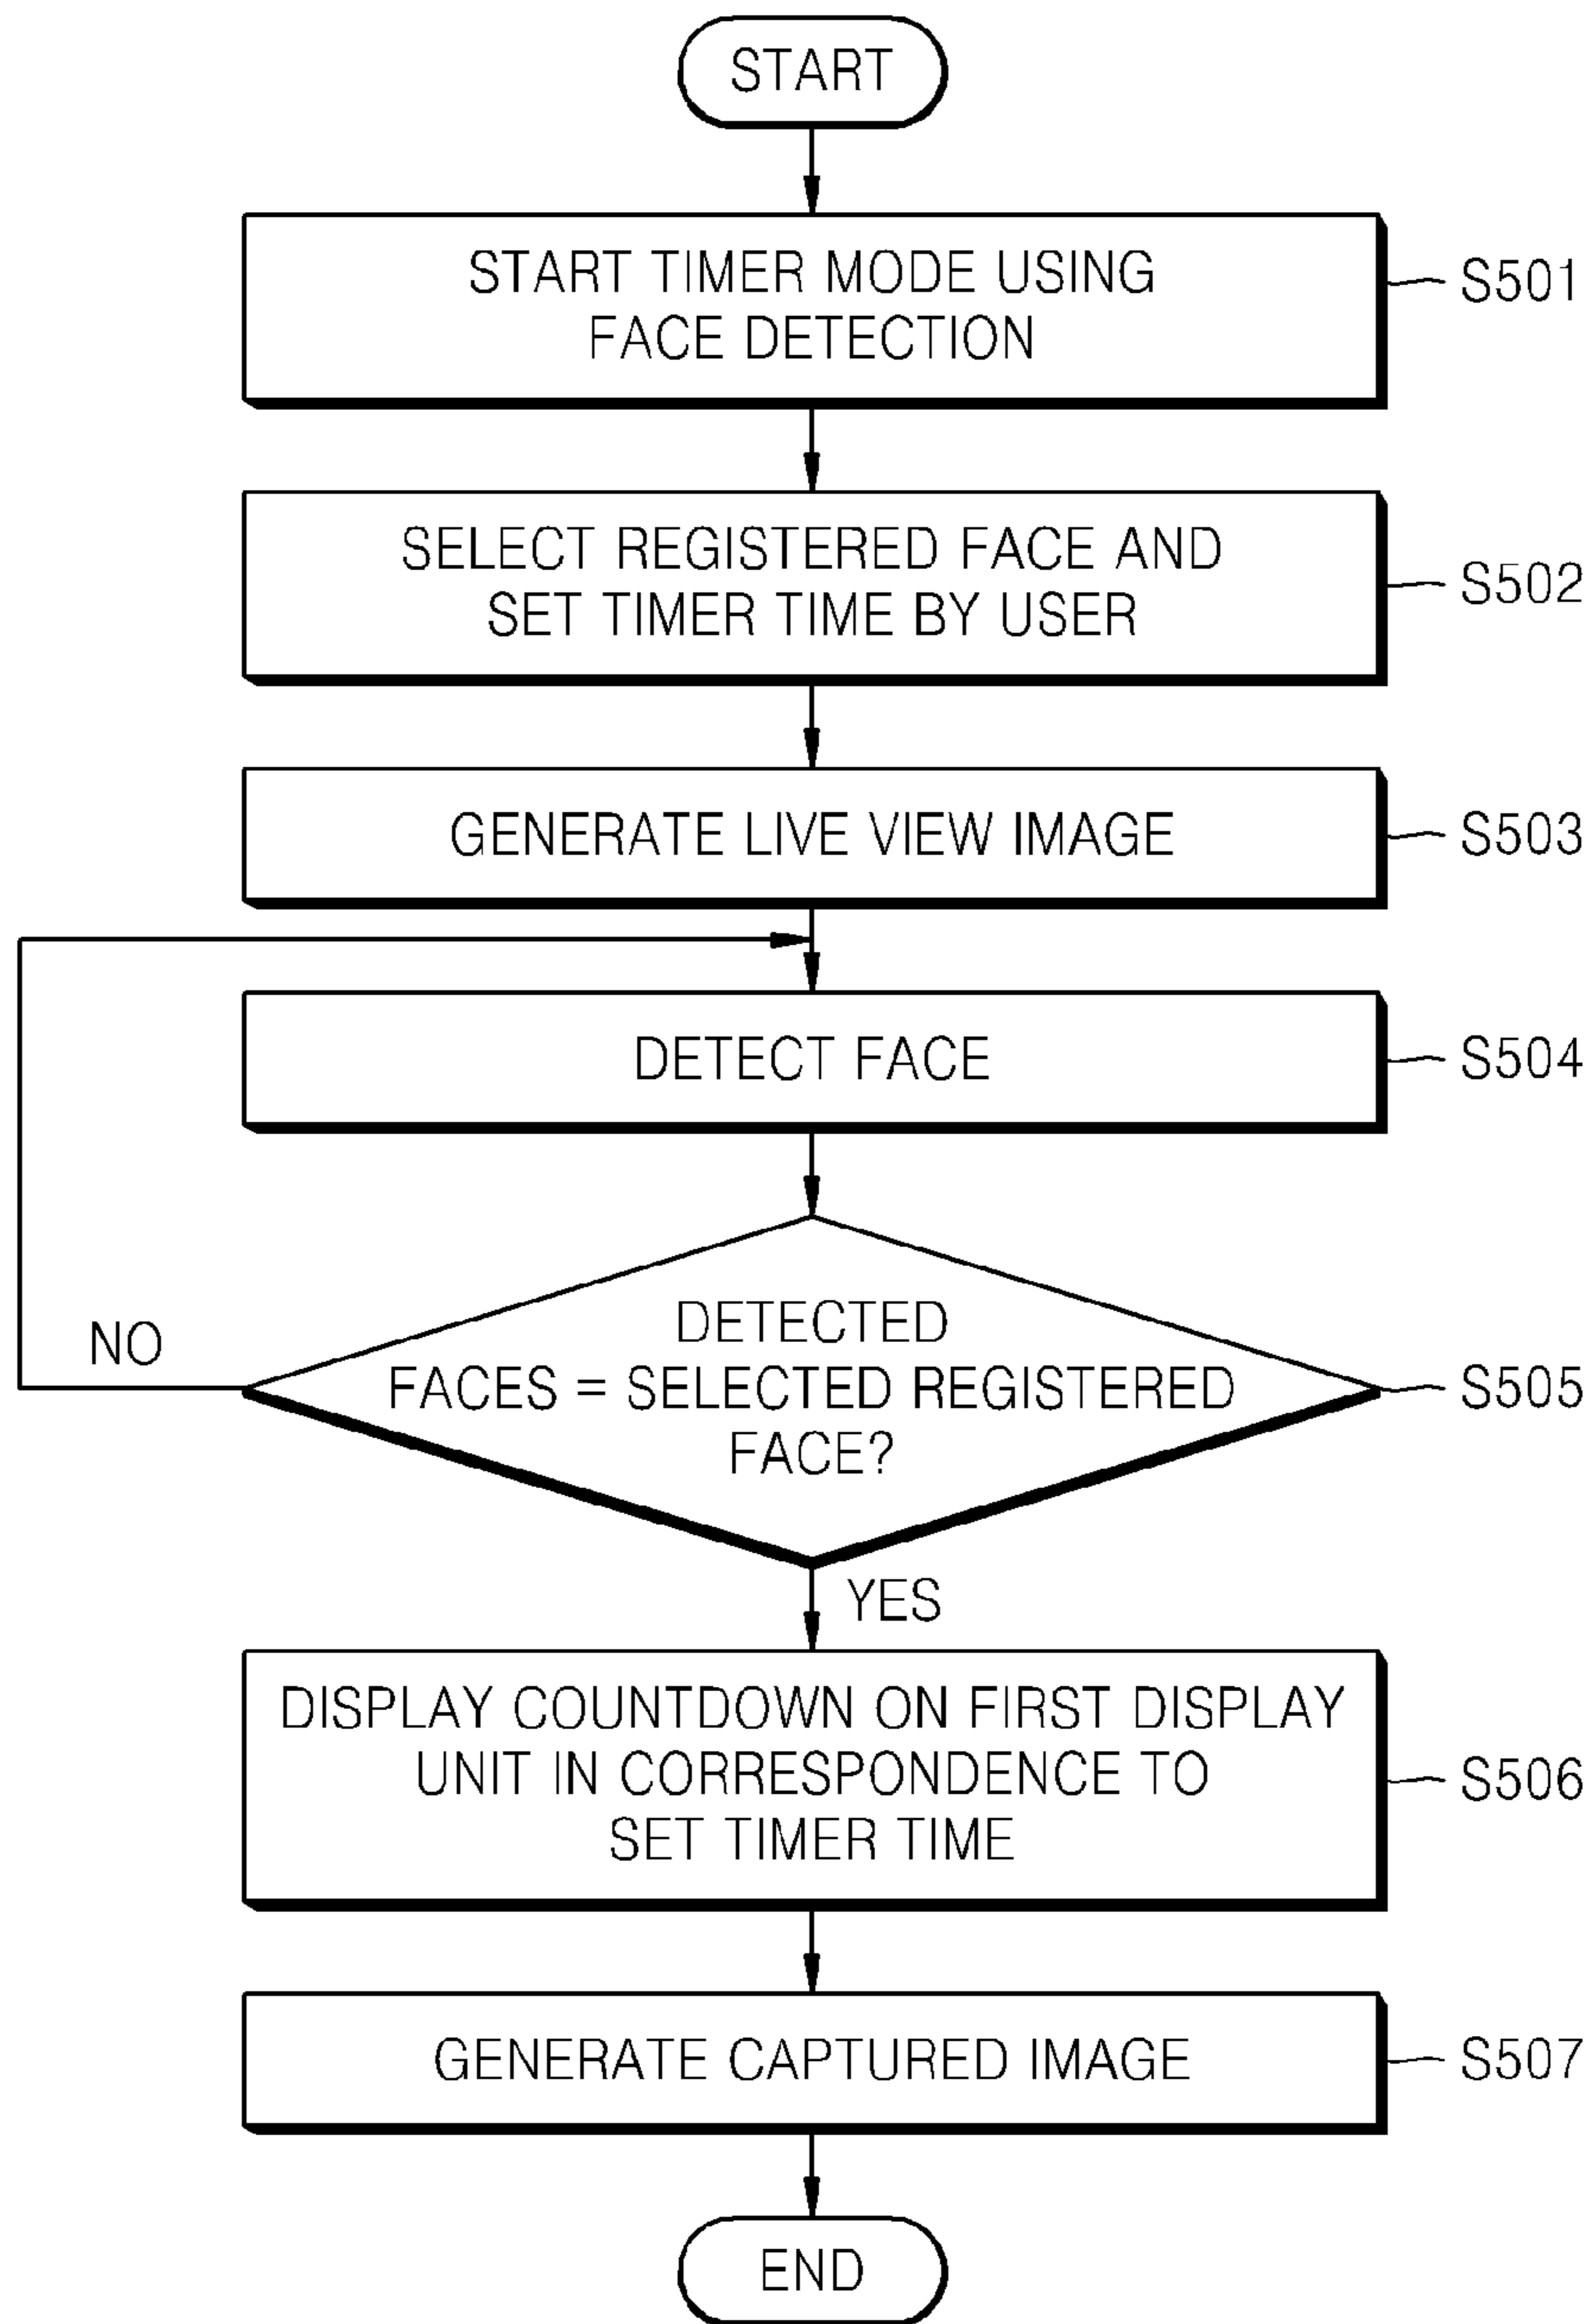 START
START TIMER MODE USING
FACE DETECTION
S501
SELECT REGISTERED FACE AND
SET TIMER TIME BY USER
S502
GENERATE LIVE VIEW IMAGE
S503
DETECT FACE
S504
DETECTED
FACES = SELECTED REGISTERED
FACE?
S505
NO
YES
DISPLAY COUNTDOWN ON FIRST DISPLAY
UNIT IN CORRESPONDENCE TO
SET TIMER TIME
S506
GENERATE CAPTURED IMAGE
S507
END